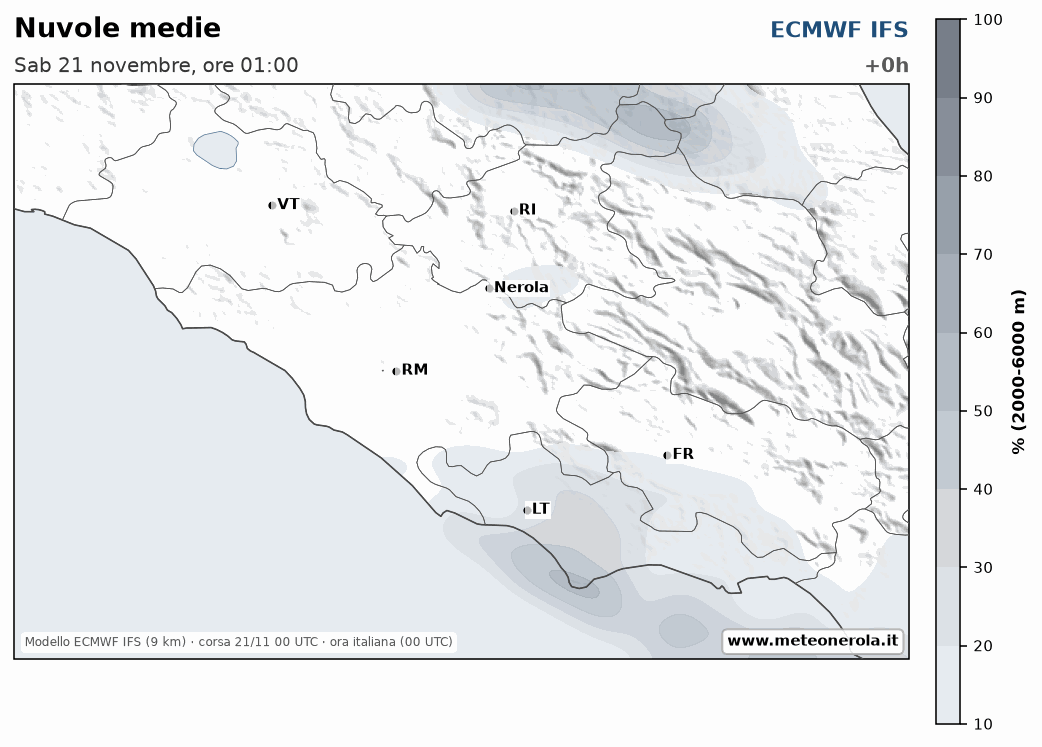 Nuvole medie
ECMWF IFS
Sab 21 novembre, ore 01:00
+0h
VT
RI
Nerola
RM
FR
LT
Modello ECMWF IFS (9 km) · corsa 21/11 00 UTC · ora italiana (00 UTC)
www.meteonerola.it
100
90
80
70
60
50
40
30
20
10
% (2000-6000 m)